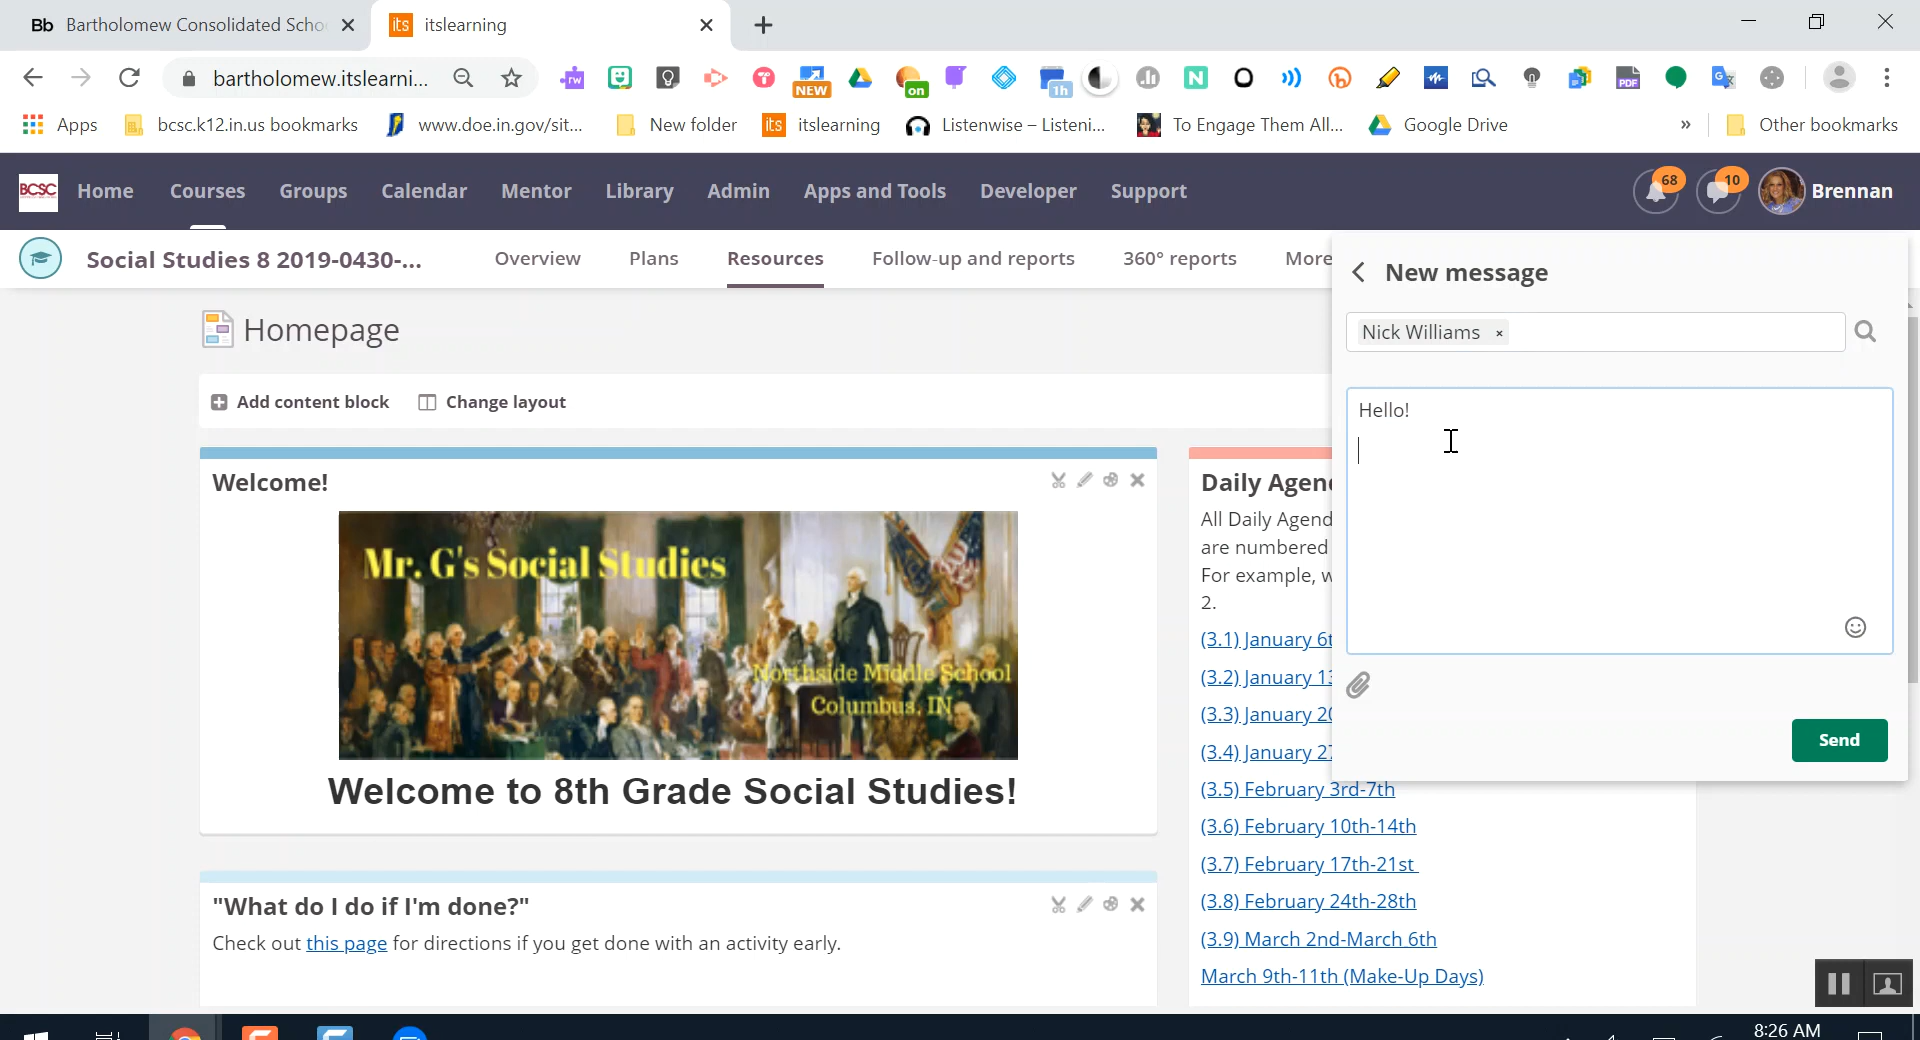 Bb Bartholomew Consolidated Scho
its itslearning
bartholomew.itslearni...
rw
NEW
on
1h
N
PDF
Apps
bcsc.k12.in.us bookmarks
www.doe.in.gov/sit...
New folder
its itslearning
Listenwise – Listeni...
To Engage Them All...
Google Drive
»
Other bookmarks
BCSC
Home Courses Groups Calendar Mentor Library Admin Apps and Tools Developer Support
68
10
Brennan
Social Studies 8 2019-0430-...
Overview Plans Resources Follow-up and reports 360° reports More
Homepage
Add content block Change layout
Welcome!
Mr. G's Social Studies
Northside Middle School
Columbus, IN
Welcome to 8th Grade Social Studies!
"What do I do if I'm done?"
Check out this page for directions if you get done with an activity early.
Daily Agen
All Daily Agend
are numbered
For example, w
2.
(3.1) January 6t
(3.2) January 13
(3.3) January 20
(3.4) January 27
(3.5) February 3rd-7th
(3.6) February 10th-14th
(3.7) February 17th-21st
(3.8) February 24th-28th
(3.9) March 2nd-March 6th
March 9th-11th (Make-Up Days)
New message
Nick Williams ×
Hello!
Send
8:26 AM